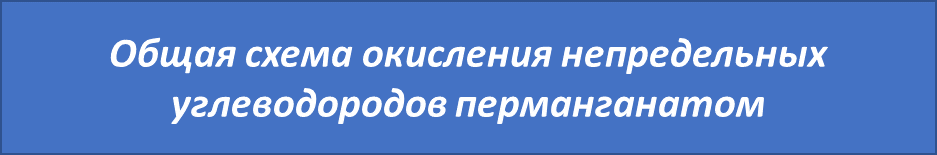 Общая схема окисления непредельных
углеводородов перманганатом